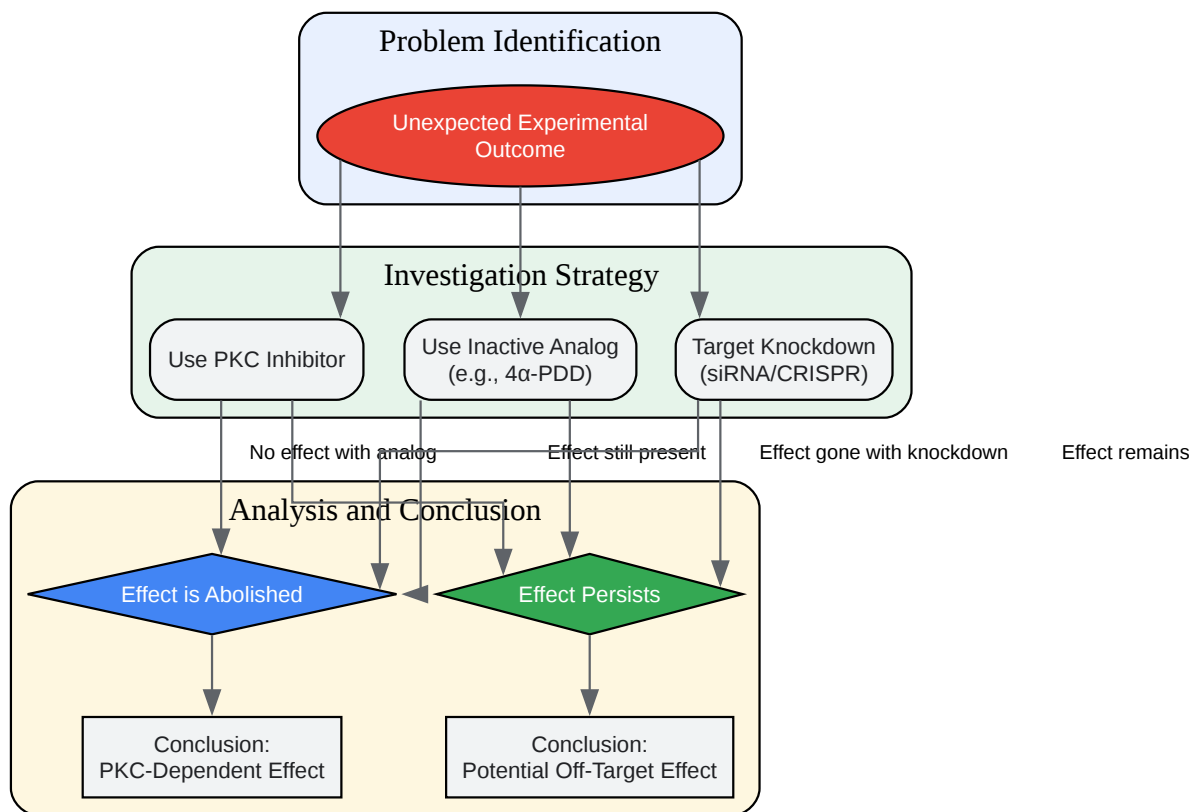 Problem Identification
Unexpected Experimental
Outcome
Investigation Strategy
Use PKC Inhibitor
Use Inactive Analog
(e.g., 4α-PDD)
Target Knockdown
(siRNA/CRISPR)
No effect with analog
Effect still present
Effect gone with knockdown
Effect remains
Analysis and Conclusion
Effect is Abolished
Effect Persists
Conclusion:
PKC-Dependent Effect
Conclusion:
Potential Off-Target Effect